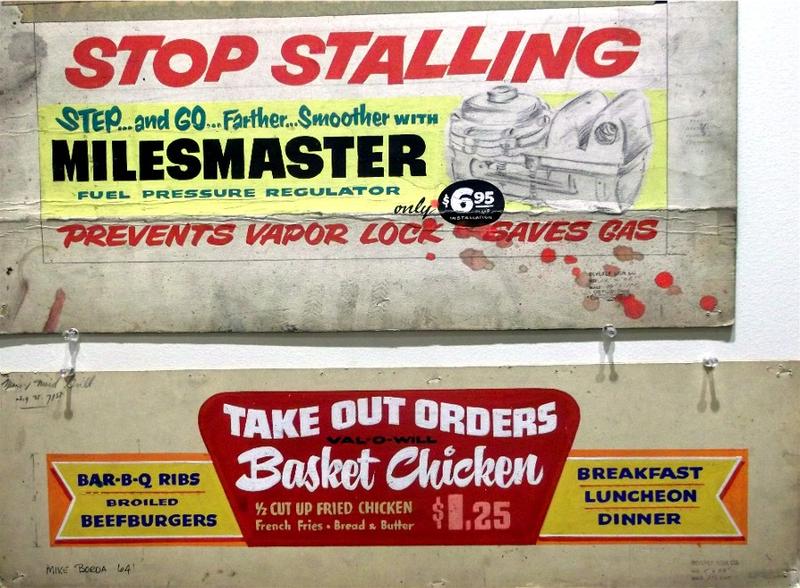 STOP STALLING
STEP...and GO...Farther...Smoother WITH
MILESMASTER
FUEL PRESSURE REGULATOR
only
$6.95
INSTALLATION
PREVENTS VAPOR LOCK SAVES GAS
TAKE OUT ORDERS
VAL-O-WILL
Basket Chicken
½ CUT UP FRIED CHICKEN
French Fries • Bread & Butter
$1.25
BAR-B-Q RIBS
BROILED
BEEFBURGERS
BREAKFAST
LUNCHEON
DINNER
MIKE BORDA '64